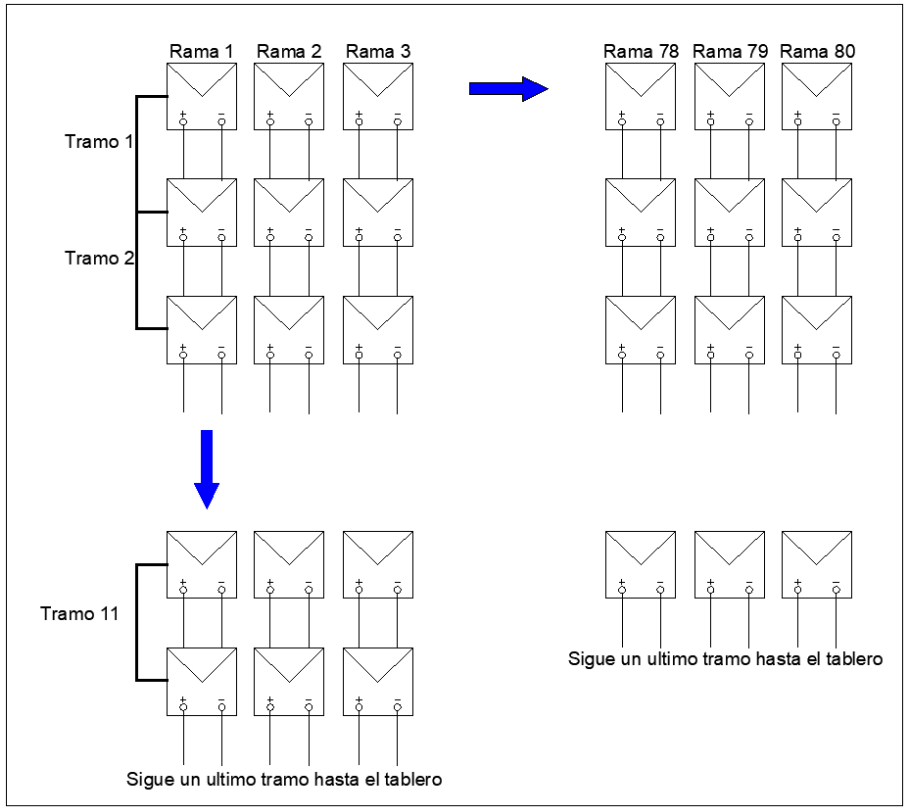 Rama 1 Rama 2 Rama 3 Rama 78 Rama 79 Rama 80
+ − + − + − + − + − + −
Tramo 1
+ − + − + − + − + − + −
Tramo 2
+ − + − + − + − + − + −
+ − + − + − + − + − + −
Tramo 11
Sigue un ultimo tramo hasta el tablero
+ − + − + −
Sigue un ultimo tramo hasta el tablero